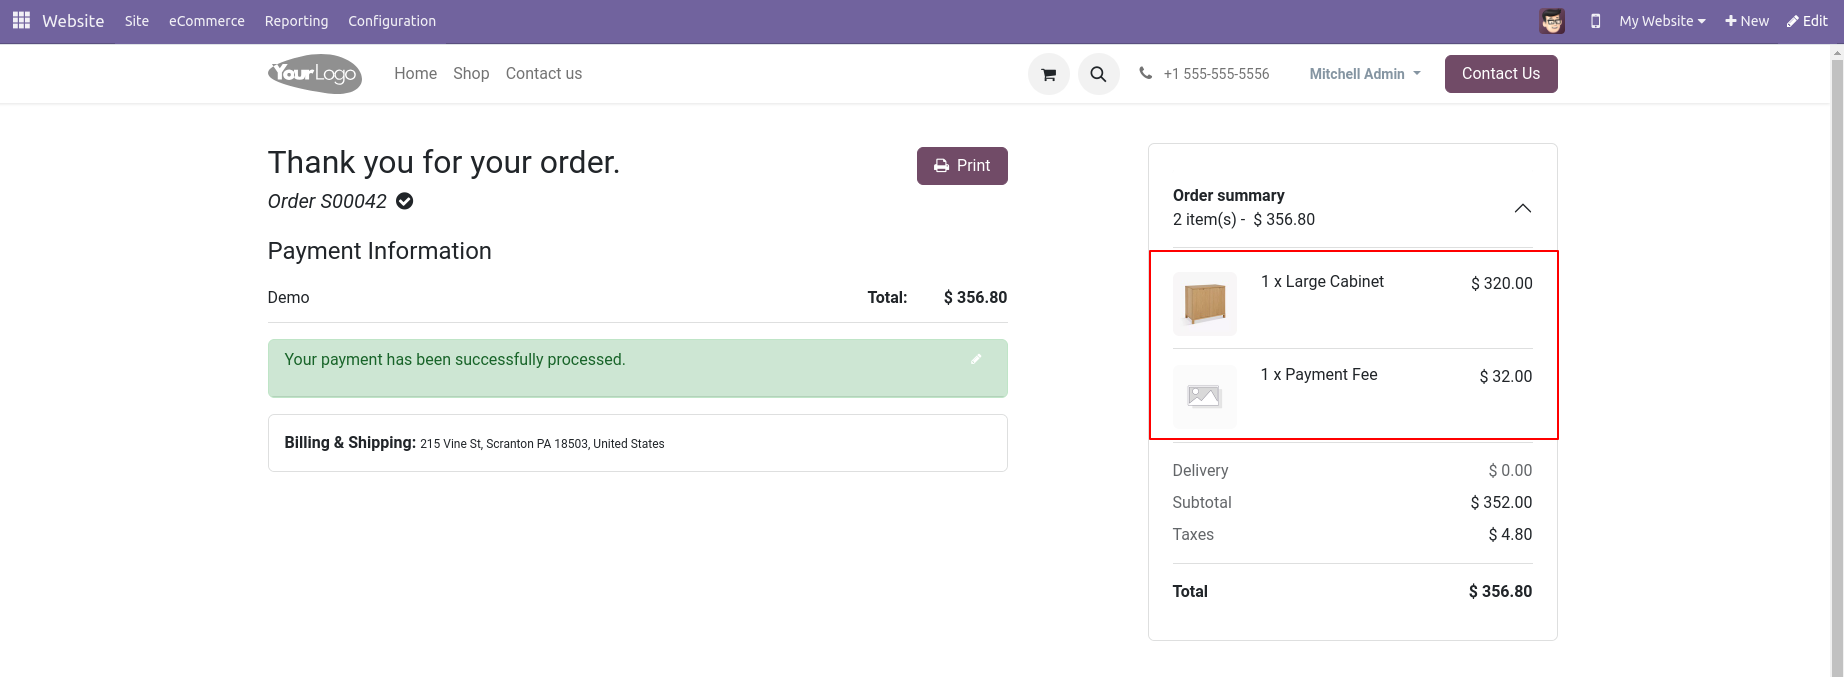 Website Site eCommerce Reporting Configuration My Website New Edit
YourLogo Home Shop Contact us +1 555-555-5556 Mitchell Admin Contact Us
Thank you for your order.
Print
Order S00042
Payment Information
Demo Total: $ 356.80
Your payment has been successfully processed.
Billing & Shipping: 215 Vine St, Scranton PA 18503, United States
Order summary
2 item(s) - $ 356.80
1 x Large Cabinet $ 320.00
1 x Payment Fee $ 32.00
Delivery $ 0.00
Subtotal $ 352.00
Taxes $ 4.80
Total $ 356.80